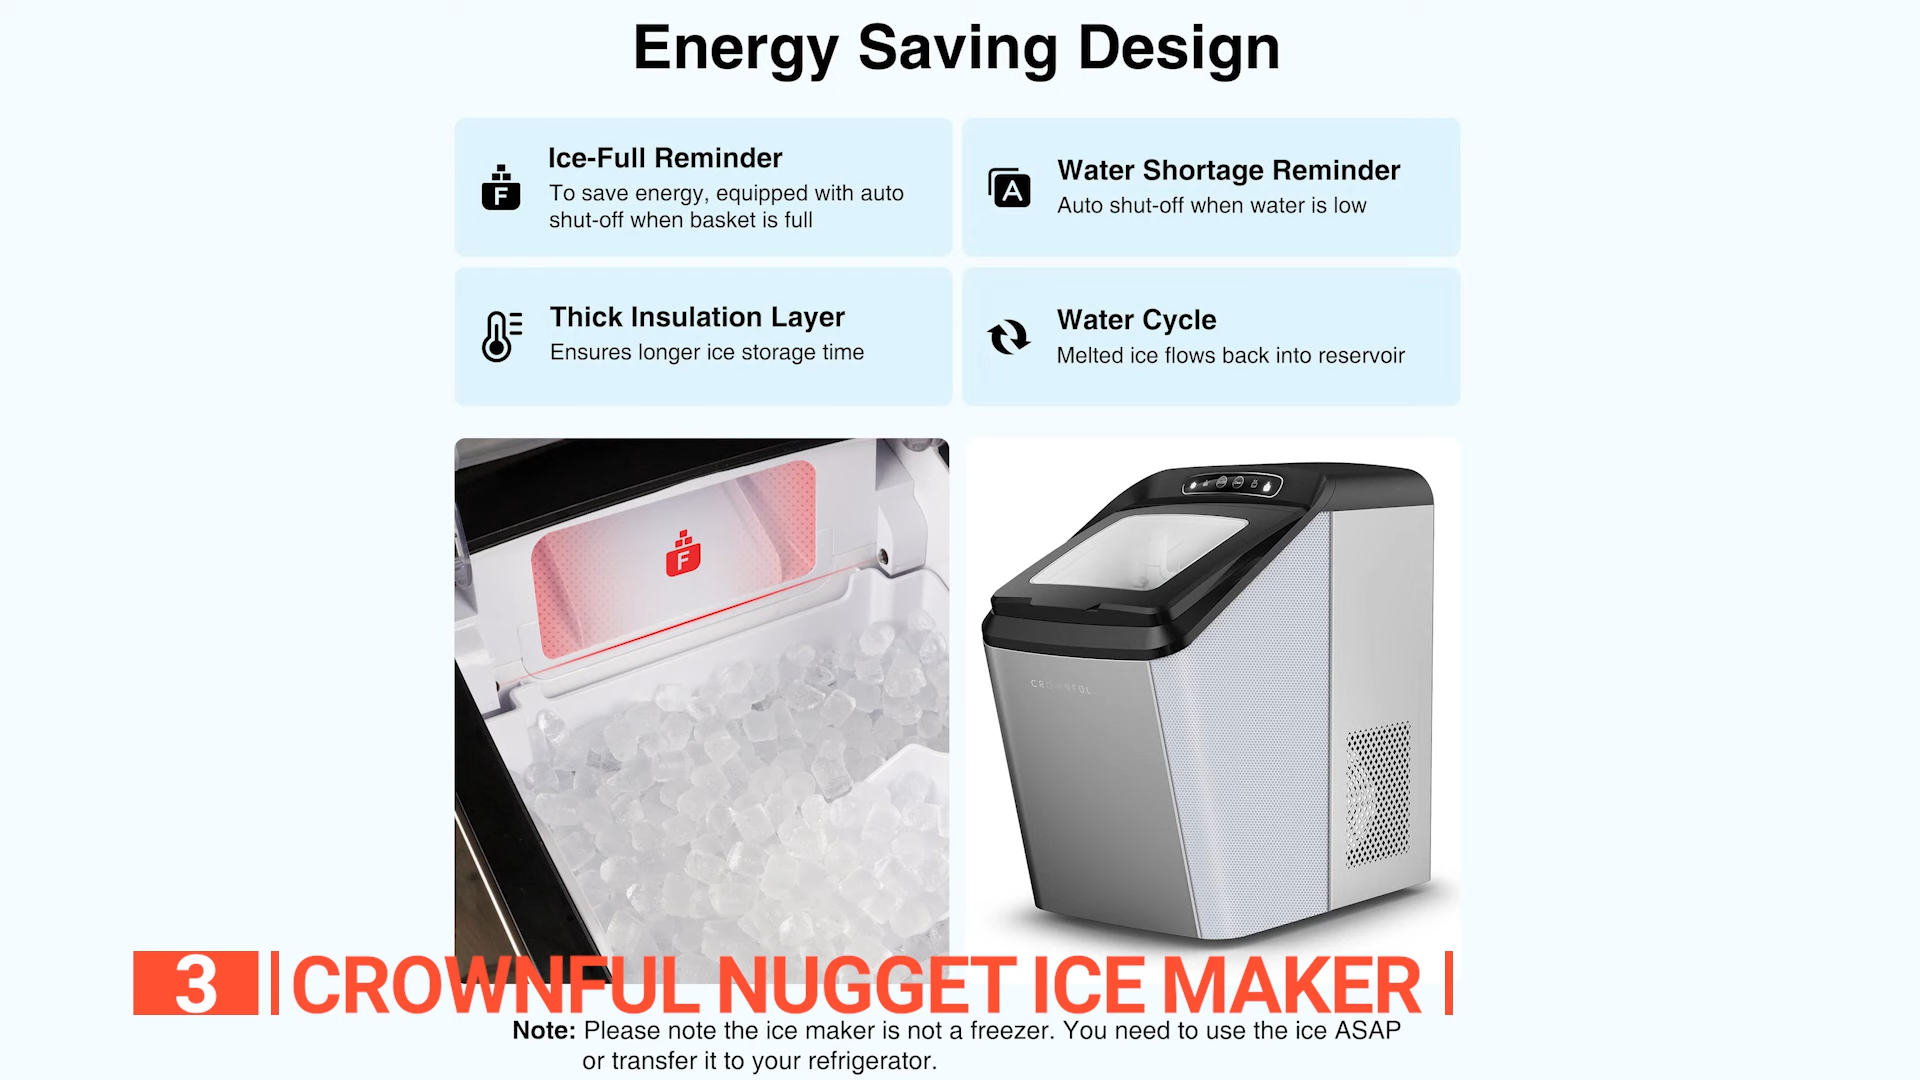 Energy Saving Design
Ice-Full Reminder
To save energy, equipped with auto
shut-off when basket is full
F
Water Shortage Reminder
Auto shut-off when water is low
A
Thick Insulation Layer
Ensures longer ice storage time
Water Cycle
Melted ice flows back into reservoir
F
CROWNFUL
3
CROWNFUL NUGGET ICE MAKER
Note: Please note the ice maker is not a freezer. You need to use the ice ASAP
or transfer it to your refrigerator.